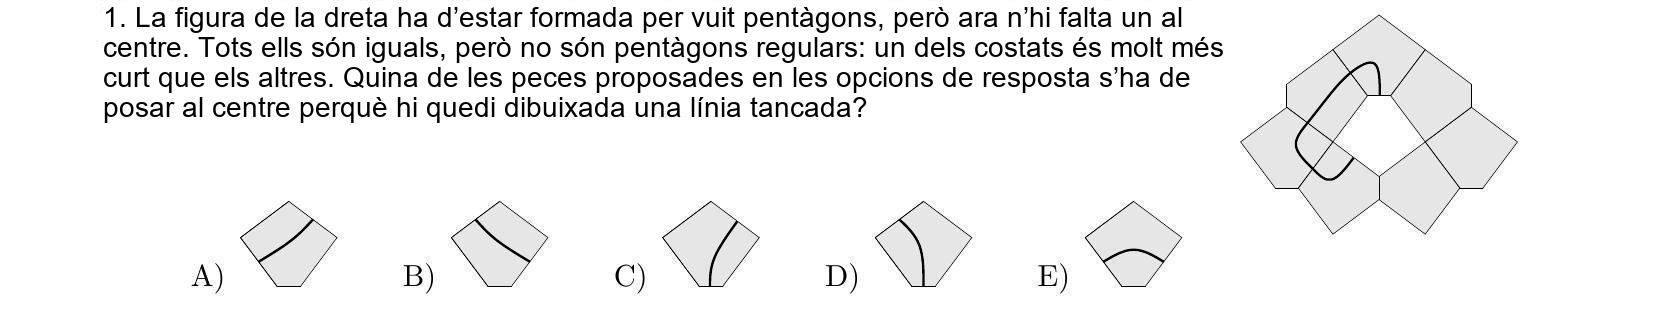 1. La figura de la dreta ha d’estar formada per vuit pentàgons, però ara n’hi falta un al
centre. Tots ells són iguals, però no són pentàgons regulars: un dels costats és molt més
curt que els altres. Quina de les peces proposades en les opcions de resposta s’ha de
posar al centre perquè hi quedi dibuixada una línia tancada?
A) B) C) D) E)